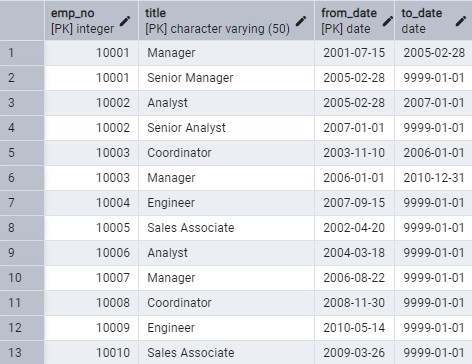 emp_no title from_date to_date
[PK] integer [PK] character varying (50) [PK] date date
1 10001 Manager 2001-07-15 2005-02-28
2 10001 Senior Manager 2005-02-28 9999-01-01
3 10002 Analyst 2005-02-28 2007-01-01
4 10002 Senior Analyst 2007-01-01 9999-01-01
5 10003 Coordinator 2003-11-10 2006-01-01
6 10003 Manager 2006-01-01 2010-12-31
7 10004 Engineer 2007-09-15 9999-01-01
8 10005 Sales Associate 2002-04-20 9999-01-01
9 10006 Analyst 2004-03-18 9999-01-01
10 10007 Manager 2006-08-22 9999-01-01
11 10008 Coordinator 2008-11-30 9999-01-01
12 10009 Engineer 2010-05-14 9999-01-01
13 10010 Sales Associate 2009-03-26 9999-01-01